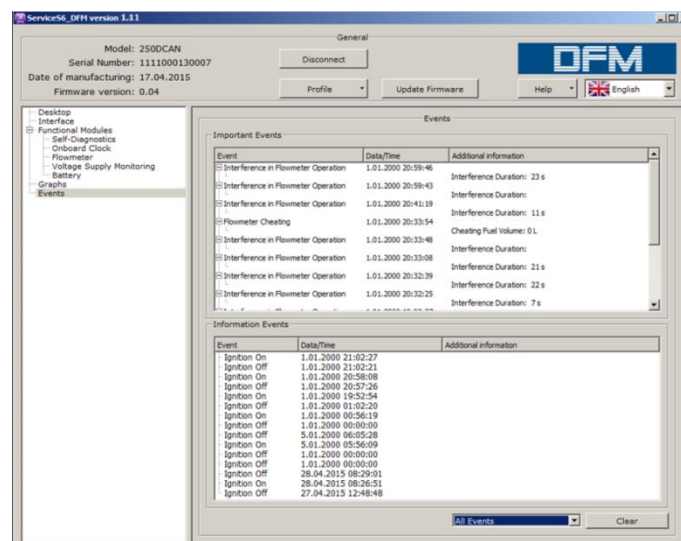 ServiceS6_DFM version 1.11
General
Model: 250DCAN
Serial Number: 1111000130007
Date of manufacturing: 17.04.2015
Firmware version: 0.04
Disconnect
Profile
Update Firmware
DFM
Help
English
Desktop
Interface
Functional Modules
Self-Diagnostics
Onboard Clock
Flowmeter
Voltage Supply Monitoring
Battery
Graphs
Events
Events
Important Events
Event Data/Time Additional information
Interference in Flowmeter Operation 1.01.2000 20:59:46
Interference Duration: 23 s
Interference in Flowmeter Operation 1.01.2000 20:59:43
Interference Duration:
Interference in Flowmeter Operation 1.01.2000 20:41:19
Interference Duration: 11 s
Flowmeter Cheating 1.01.2000 20:33:54
Cheating Fuel Volume: 0 L
Interference in Flowmeter Operation 1.01.2000 20:33:48
Interference Duration:
Interference in Flowmeter Operation 1.01.2000 20:33:08
Interference Duration: 21 s
Interference in Flowmeter Operation 1.01.2000 20:32:39
Interference Duration: 22 s
Interference in Flowmeter Operation 1.01.2000 20:32:25
Interference Duration: 7 s
Information Events
Event Data/Time Additional information
Ignition On 1.01.2000 21:02:27
Ignition Off 1.01.2000 21:02:21
Ignition On 1.01.2000 20:58:08
Ignition Off 1.01.2000 20:57:26
Ignition On 1.01.2000 19:52:54
Ignition Off 1.01.2000 01:02:20
Ignition On 1.01.2000 00:56:19
Ignition Off 1.01.2000 00:00:00
Ignition Off 5.01.2000 06:05:28
Ignition On 5.01.2000 05:56:09
Ignition Off 1.01.2000 00:00:00
Ignition Off 1.01.2000 00:00:00
Ignition Off 28.04.2015 08:29:01
Ignition On 28.04.2015 08:26:51
Ignition Off 27.04.2015 12:48:48
All Events
Clear